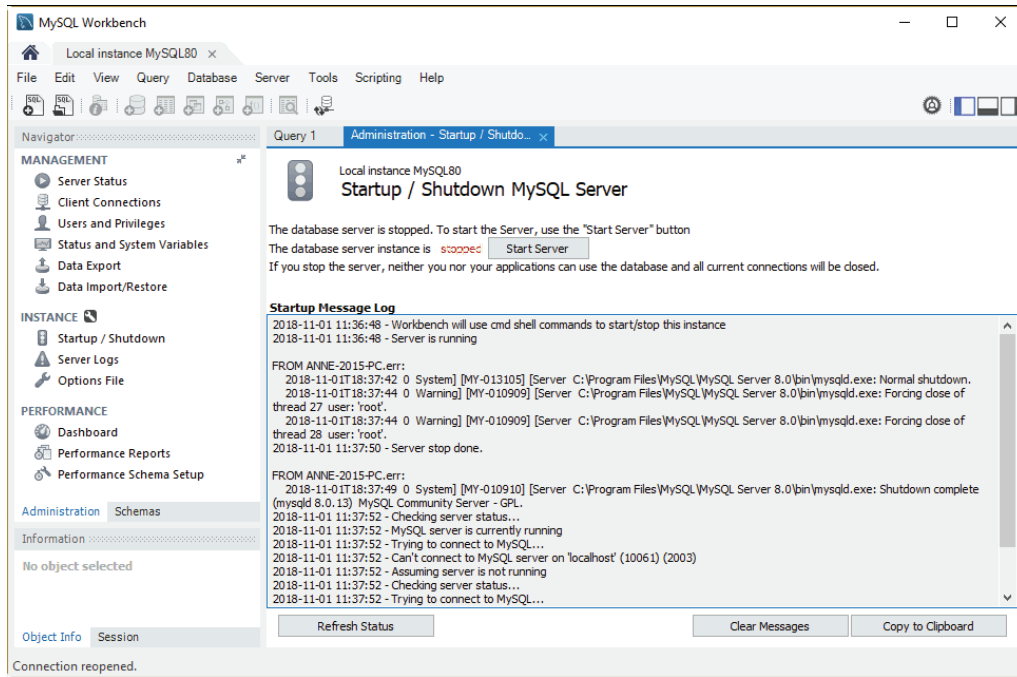 MySQL Workbench
Local instance MySQL80
File Edit View Query Database Server Tools Scripting Help
Navigator
MANAGEMENT
Server Status
Client Connections
Users and Privileges
Status and System Variables
Data Export
Data Import/Restore
INSTANCE
Startup / Shutdown
Server Logs
Options File
PERFORMANCE
Dashboard
Performance Reports
Performance Schema Setup
Administration Schemas
Information
No object selected
Object Info Session
Query 1 Administration - Startup / Shutdo...
Local instance MySQL80
Startup / Shutdown MySQL Server
The database server is stopped. To start the Server, use the "Start Server" button
The database server instance is stopped Start Server
If you stop the server, neither you nor your applications can use the database and all current connections will be closed.
Startup Message Log
2018-11-01 11:36:48 - Workbench will use cmd shell commands to start/stop this instance
2018-11-01 11:36:48 - Server is running
FROM ANNE-2015-PC.err:
2018-11-01T18:37:42 0 System] [MY-013105] [Server C:\Program Files\MySQL\MySQL Server 8.0\bin\mysqld.exe: Normal shutdown.
2018-11-01T18:37:44 0 Warning] [MY-010909] [Server C:\Program Files\MySQL\MySQL Server 8.0\bin\mysqld.exe: Forcing close of
thread 27 user: 'root'.
2018-11-01T18:37:44 0 Warning] [MY-010909] [Server C:\Program Files\MySQL\MySQL Server 8.0\bin\mysqld.exe: Forcing close of
thread 28 user: 'root'.
2018-11-01 11:37:50 - Server stop done.
FROM ANNE-2015-PC.err:
2018-11-01T18:37:49 0 System] [MY-010910] [Server C:\Program Files\MySQL\MySQL Server 8.0\bin\mysqld.exe: Shutdown complete
(mysqld 8.0.13) MySQL Community Server - GPL.
2018-11-01 11:37:52 - Checking server status...
2018-11-01 11:37:52 - MySQL server is currently running
2018-11-01 11:37:52 - Trying to connect to MySQL...
2018-11-01 11:37:52 - Can't connect to MySQL server on 'localhost' (10061) (2003)
2018-11-01 11:37:52 - Assuming server is not running
2018-11-01 11:37:52 - Checking server status...
2018-11-01 11:37:52 - Trying to connect to MySQL...
Refresh Status Clear Messages Copy to Clipboard
Connection reopened.